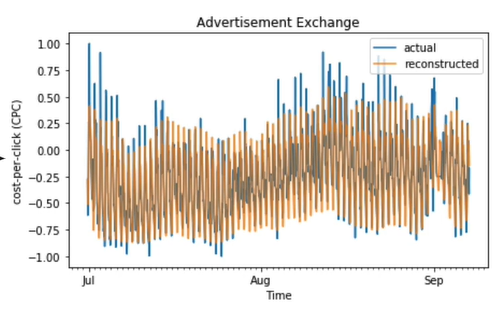 Advertisement Exchange
actual
reconstructed
cost-per-click (CPC)
1.00
0.75
0.50
0.25
0.00
−0.25
−0.50
−0.75
−1.00
Jul
Aug
Sep
Time